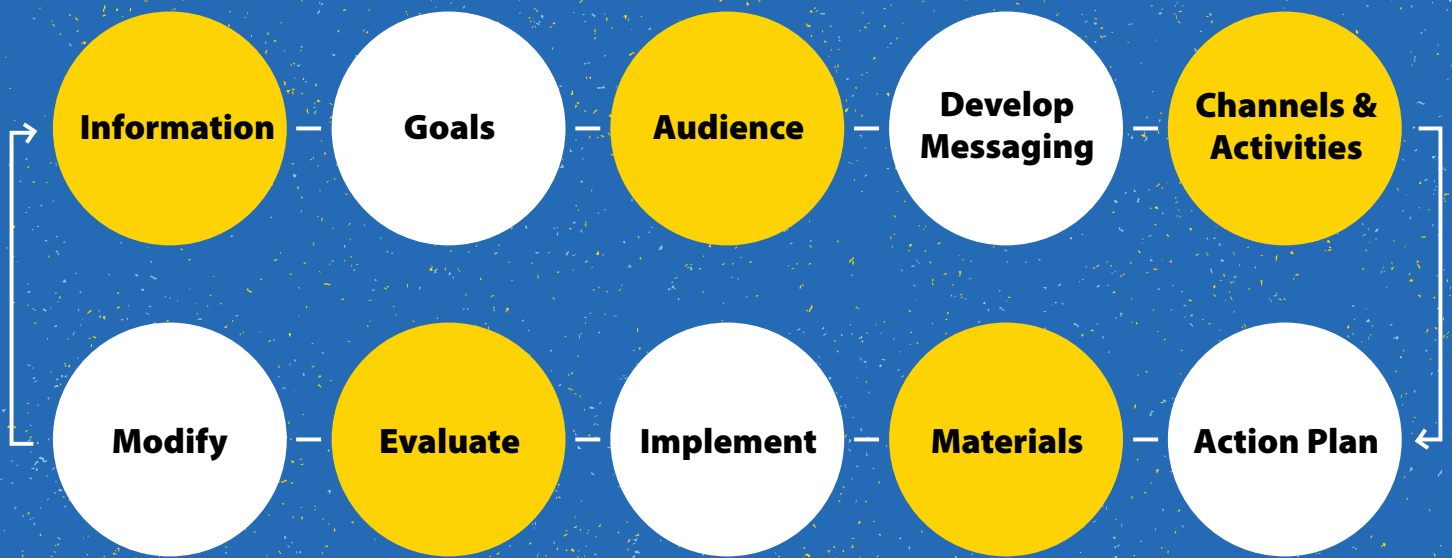 Information
Goals
Audience
Develop
Messaging
Channels &
Activities
Modify
Evaluate
Implement
Materials
Action Plan